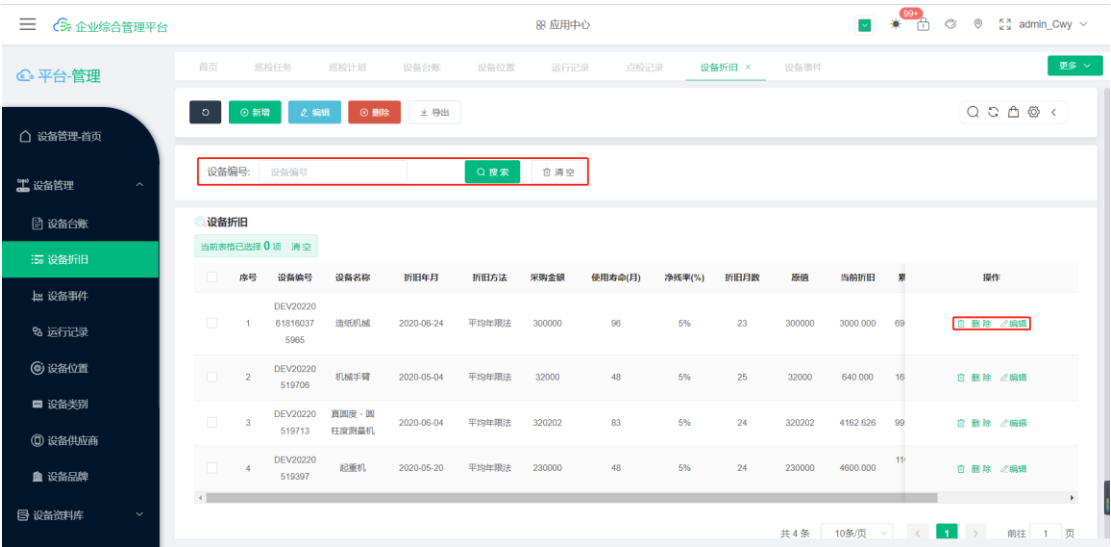 企业综合管理平台
应用中心
99+
admin_Cwy
平台-管理
首页 巡检任务 巡检计划 设备台账 设备位置 运行记录 点检记录 设备折旧 × 设备事件
更多
新增 编辑 删除 导出
设备管理-首页
设备管理
设备台账
设备折旧
设备事件
运行记录
设备位置
设备类别
设备供应商
设备品牌
设备资料库
设备编号: 设备编号 搜索 清空
设备折旧
当前表格已选择 0 项 清空
序号 设备编号 设备名称 折旧年月 折旧方法 采购金额 使用寿命(月) 净残率(%) 折旧月数 原值 当前折旧 操作
1 DEV20220618160375965 造纸机械 2020-06-24 平均年限法 300000 96 5% 23 300000 3000.000 69 删除 编辑
2 DEV20220519706 机械手臂 2020-05-04 平均年限法 32000 48 5% 25 32000 640.000 16 删除 编辑
3 DEV20220519713 真圆度、圆柱度测量机 2020-06-04 平均年限法 320202 83 5% 24 320202 4162.626 99 删除 编辑
4 DEV20220519397 起重机 2020-05-20 平均年限法 230000 48 5% 24 230000 4600.000 11 删除 编辑
共 4 条 10条/页 1 前往 1 页